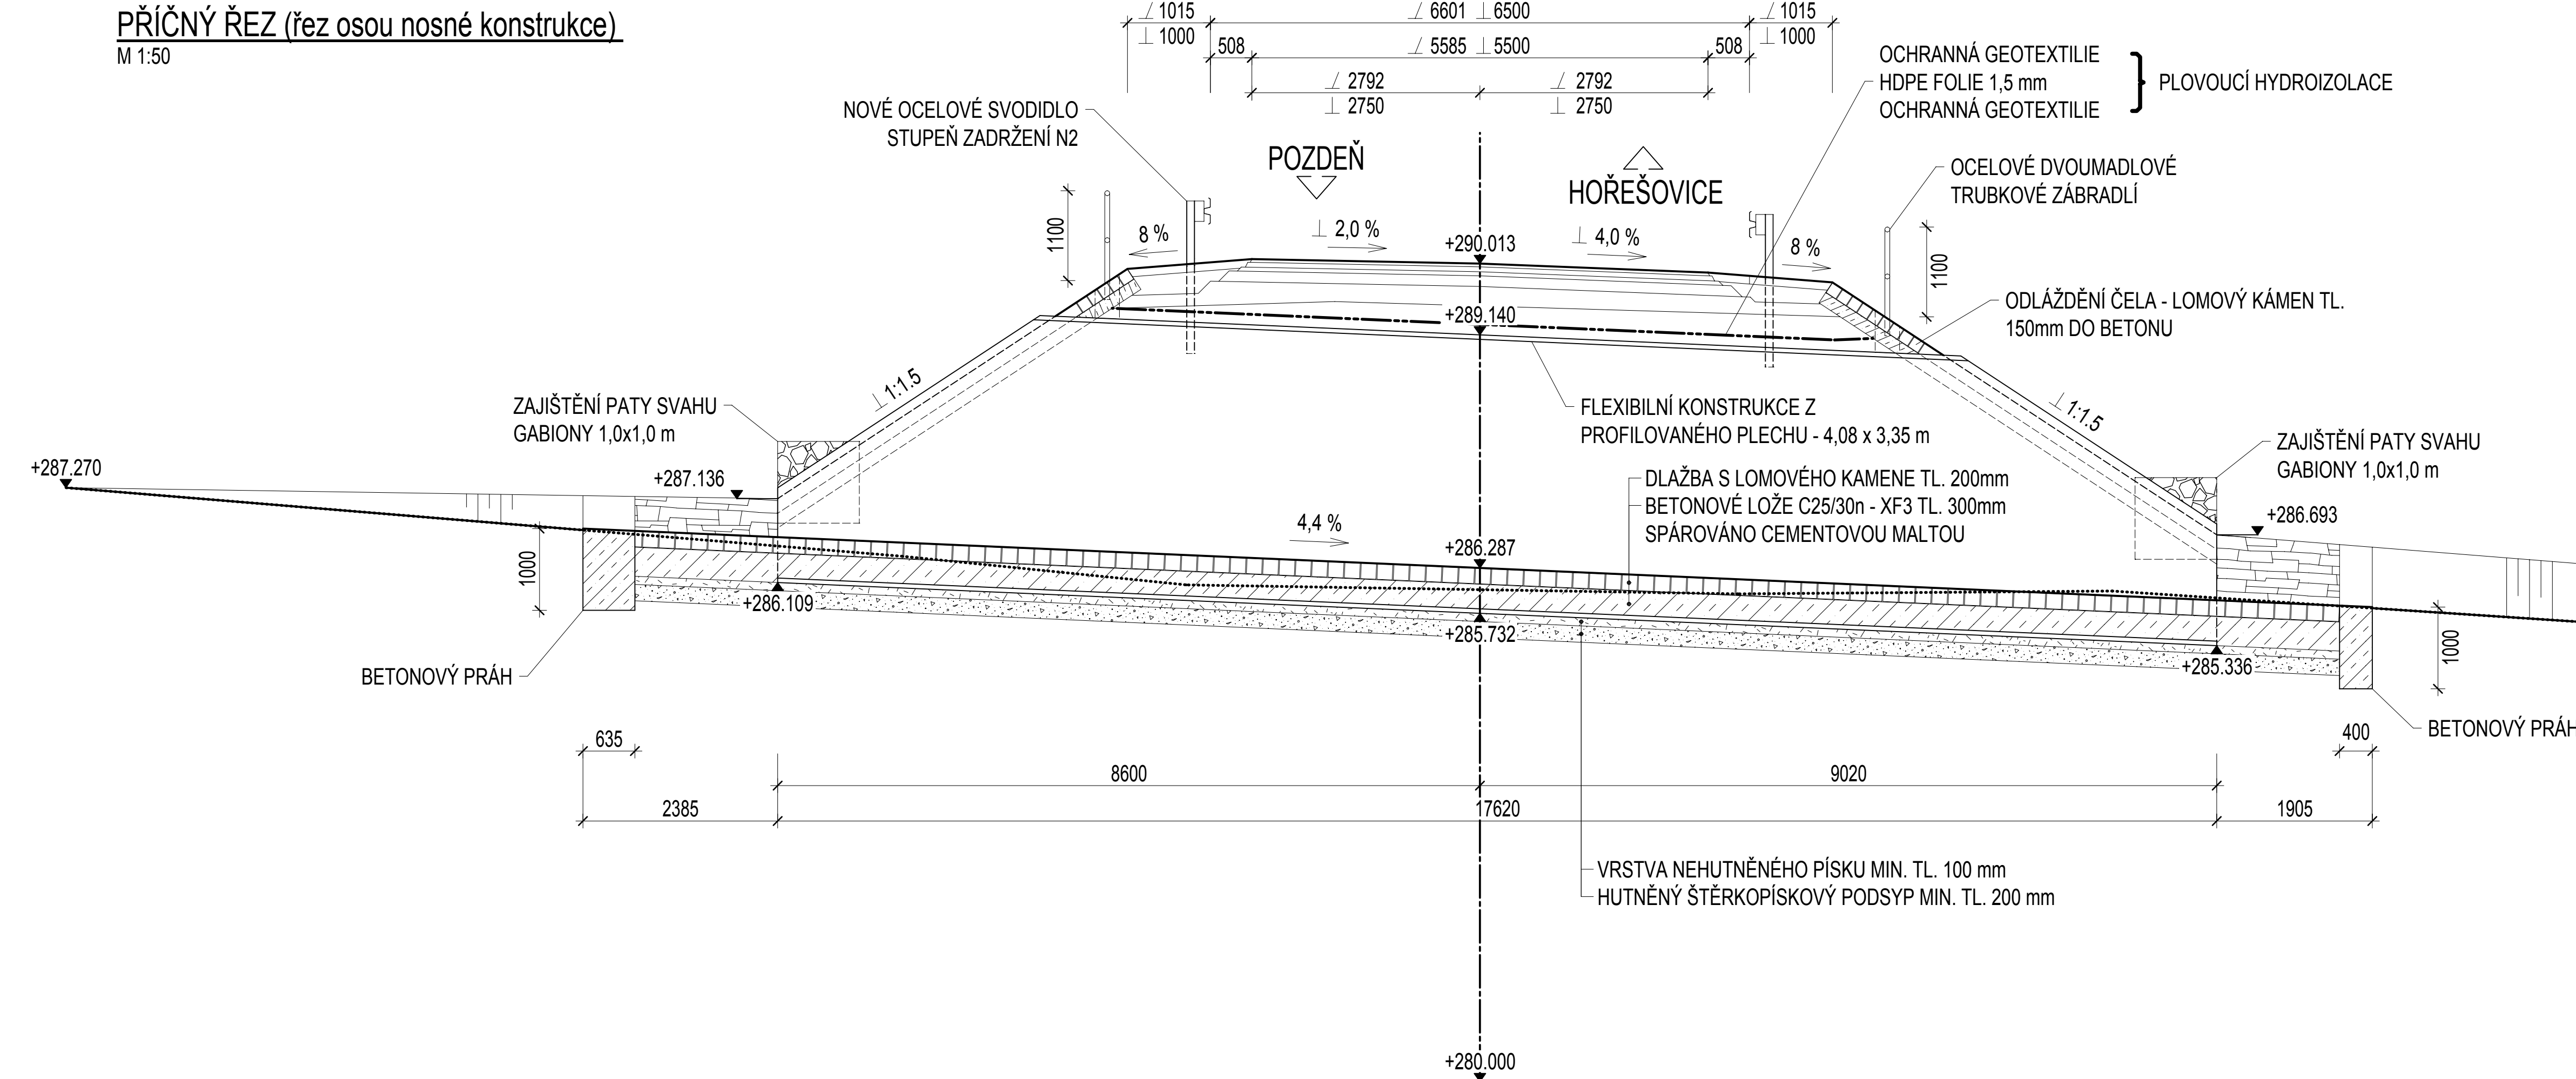 PŘÍČNÝ ŘEZ (řez osou nosné konstrukce)
M 1:50
∠ 1015
⊥ 1000
∠ 6601 ⊥ 6500
∠ 1015
⊥ 1000
508
∠ 5585 ⊥ 5500
508
∠ 2792
⊥ 2750
∠ 2792
⊥ 2750
OCHRANNÁ GEOTEXTILIE
HDPE FOLIE 1,5 mm
OCHRANNÁ GEOTEXTILIE
PLOVOUCÍ HYDROIZOLACE
NOVÉ OCELOVÉ SVODIDLO
STUPEŇ ZADRŽENÍ N2
POZDEŇ
HOŘEŠOVICE
OCELOVÉ DVOUMADLOVÉ
TRUBKOVÉ ZÁBRADLÍ
1100
8 %
⊥ 2,0 %
+290.013
⊥ 4,0 %
8 %
1100
ODLÁŽDĚNÍ ČELA - LOMOVÝ KÁMEN TL.
150mm DO BETONU
+289.140
⊥ 1:1.5
⊥ 1:1.5
ZAJIŠTĚNÍ PATY SVAHU
GABIONY 1,0x1,0 m
FLEXIBILNÍ KONSTRUKCE Z
PROFILOVANÉHO PLECHU - 4,08 x 3,35 m
ZAJIŠTĚNÍ PATY SVAHU
GABIONY 1,0x1,0 m
+287.270
+287.136
DLAŽBA S LOMOVÉHO KAMENE TL. 200mm
BETONOVÉ LOŽE C25/30n - XF3 TL. 300mm
SPÁROVÁNO CEMENTOVOU MALTOU
+286.693
4,4 %
+286.287
1000
+286.109
+285.732
1000
+285.336
BETONOVÝ PRÁH
BETONOVÝ PRÁH
635
400
8600
9020
2385
17620
1905
VRSTVA NEHUTNĚNÉHO PÍSKU MIN. TL. 100 mm
HUTNĚNÝ ŠTĚRKOPÍSKOVÝ PODSYP MIN. TL. 200 mm
+280.000